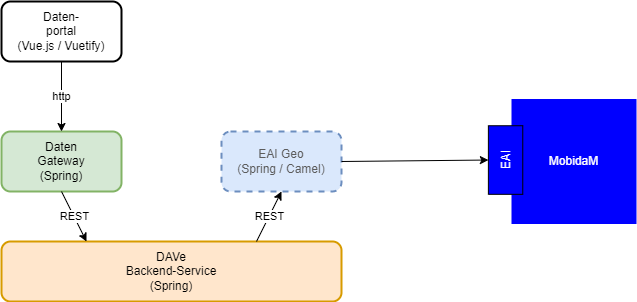 Daten-
portal
(Vue.js / Vuetify)
http
Daten
Gateway
(Spring)
REST
EAI Geo
(Spring / Camel)
REST
EAI
MobidaM
DAVe
Backend-Service
(Spring)